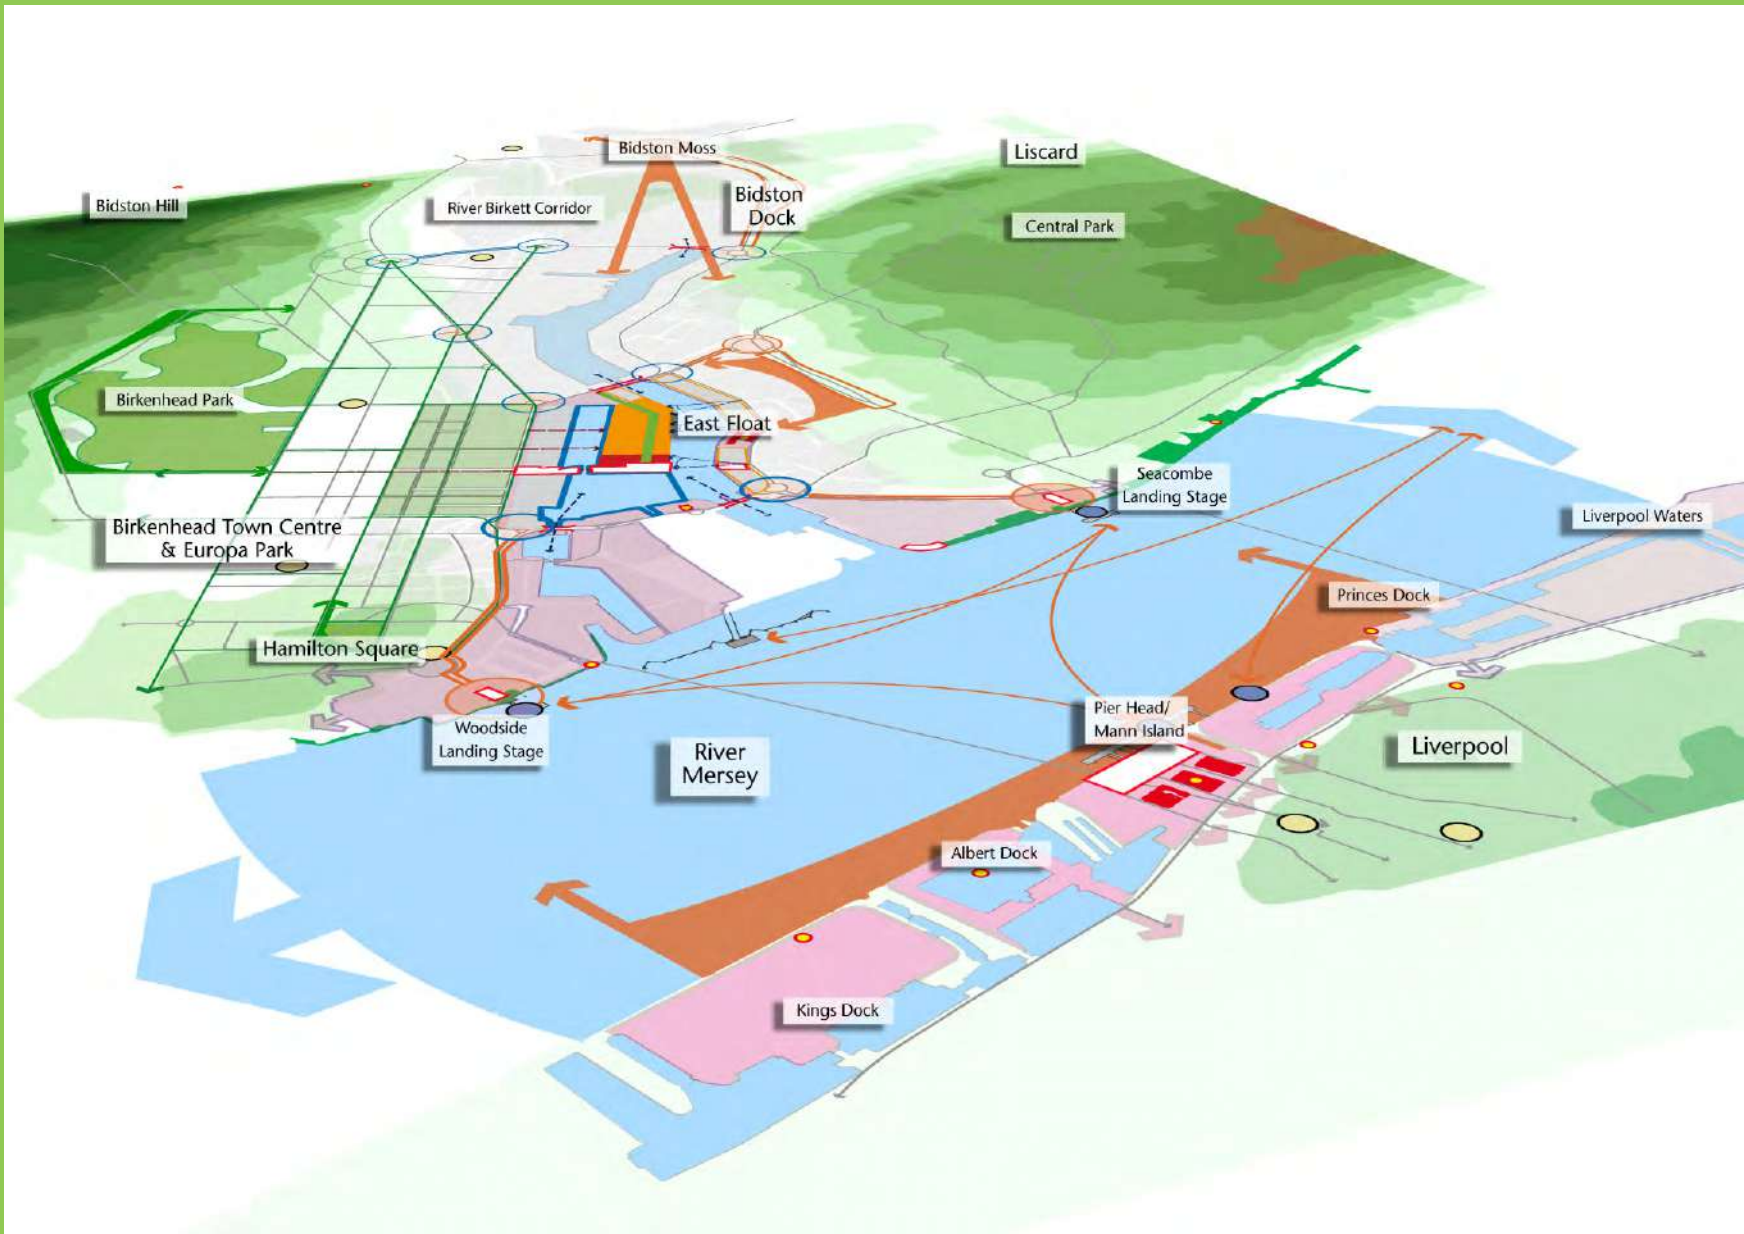 Bidston Moss
Liscard
Bidston Hill
River Birkett Corridor
Bidston
Dock
Central Park
Birkenhead Park
East Float
Seacombe
Landing Stage
Liverpool Waters
Birkenhead Town Centre
& Europa Park
Princes Dock
Hamilton Square
Woodside
Landing Stage
River
Mersey
Pier Head/
Mann Island
Liverpool
Albert Dock
Kings Dock